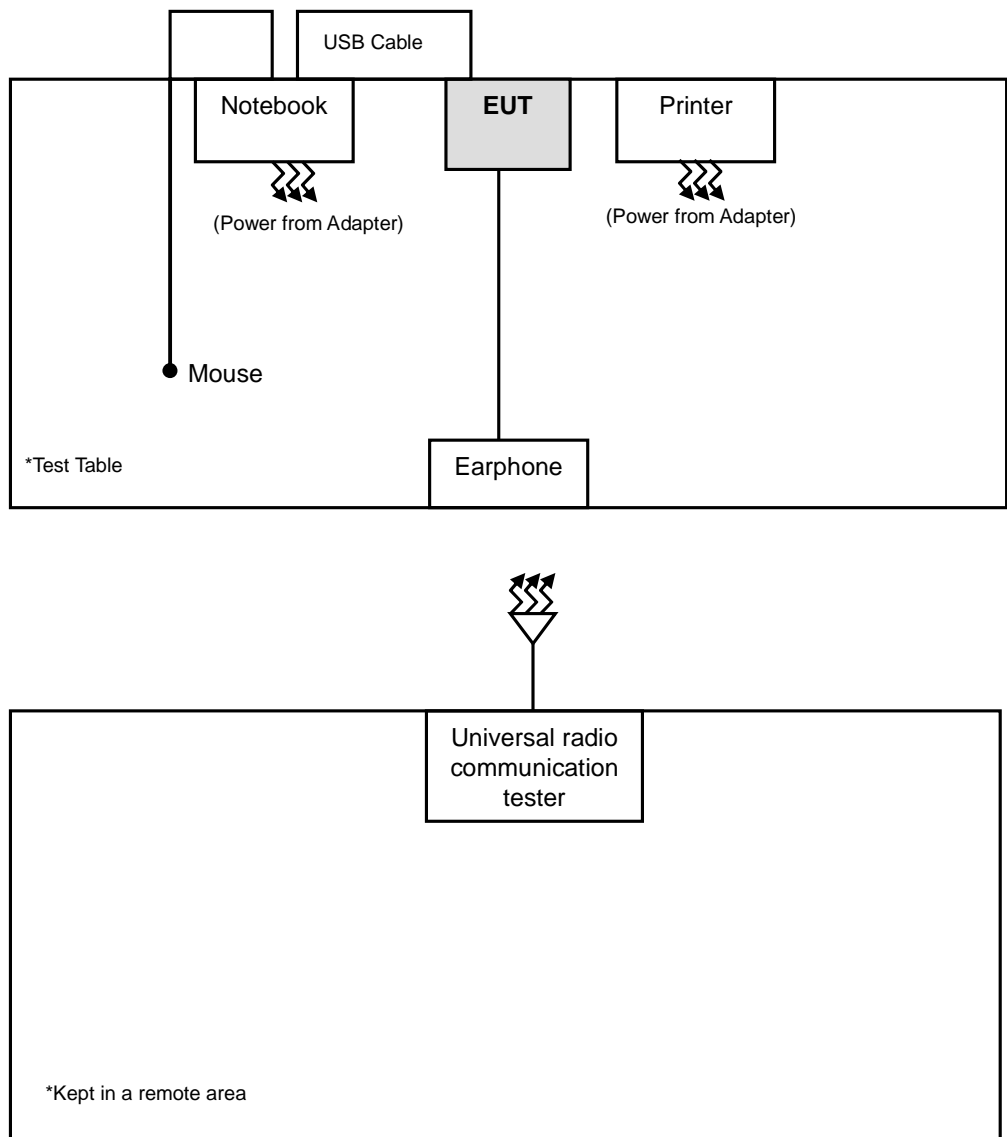 USB Cable
Notebook
EUT
Printer
(Power from Adapter)
(Power from Adapter)
Mouse
*Test Table
Earphone
Universal radio
communication
tester
*Kept in a remote area